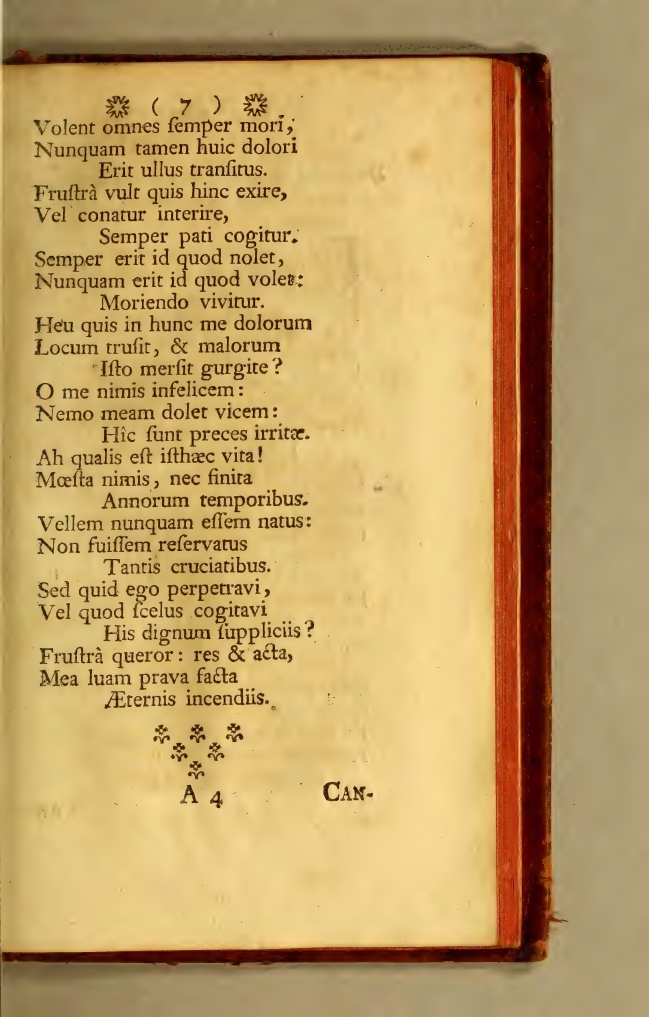 ( 7 )
Volent omnes ſemper mori,
Nunquam tamen huic dolori
Erit ullus tranſitus.
Fruſtrà vult quis hinc exire,
Vel conatur interire,
Semper pati cogitur.
Semper erit id quod nolet,
Nunquam erit id quod volet:
Moriendo vivitur.
Heu quis in hunc me dolorum
Locum truſit, & malorum
Iſto merſit gurgite?
O me nimis infelicem:
Nemo meam dolet vicem:
Hîc ſunt preces irritæ.
Ah qualis eſt iſthæc vita!
Mœſta nimis, nec finita
Annorum temporibus.
Vellem nunquam eſſem natus:
Non fuiſſem reſervatus
Tantis cruciatibus.
Sed quid ego perpetravi,
Vel quod ſcelus cogitavi
His dignum ſuppliciis?
Fruſtrà queror: res & acta,
Mea luam prava facta
Æternis incendiis.
A 4 CAN-